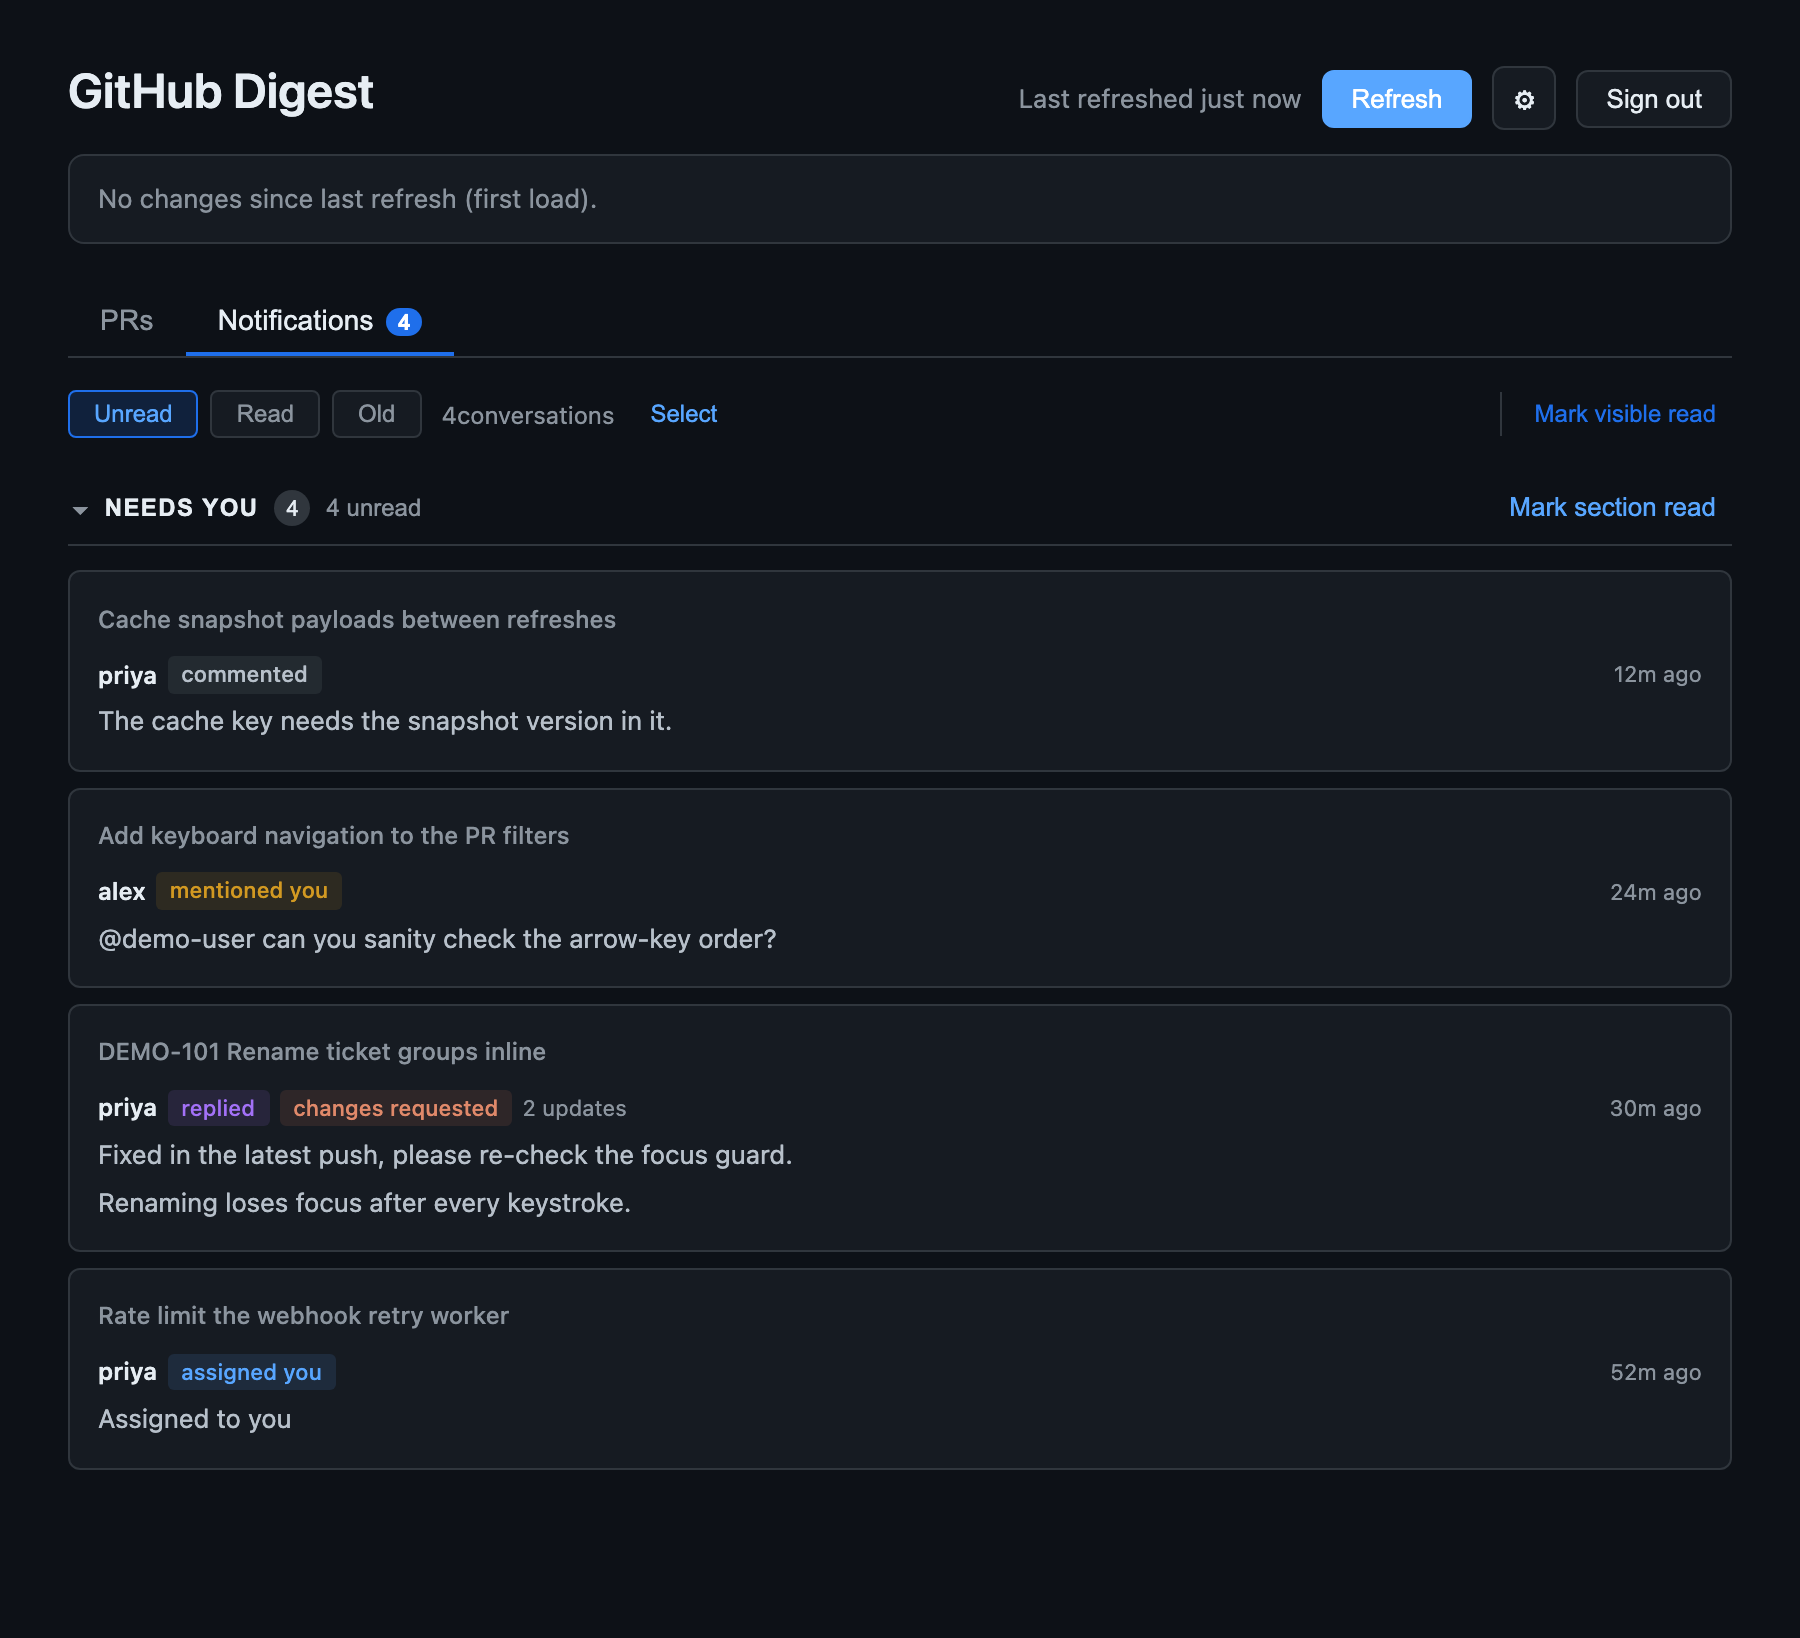 GitHub Digest
Last refreshed just now
Refresh
Sign out
No changes since last refresh (first load).
PRs
Notifications 4
Unread
Read
Old
4conversations
Select
Mark visible read
NEEDS YOU 4 4 unread
Mark section read
Cache snapshot payloads between refreshes
priya commented 12m ago
The cache key needs the snapshot version in it.
Add keyboard navigation to the PR filters
alex mentioned you 24m ago
@demo-user can you sanity check the arrow-key order?
DEMO-101 Rename ticket groups inline
priya replied changes requested 2 updates 30m ago
Fixed in the latest push, please re-check the focus guard.
Renaming loses focus after every keystroke.
Rate limit the webhook retry worker
priya assigned you 52m ago
Assigned to you